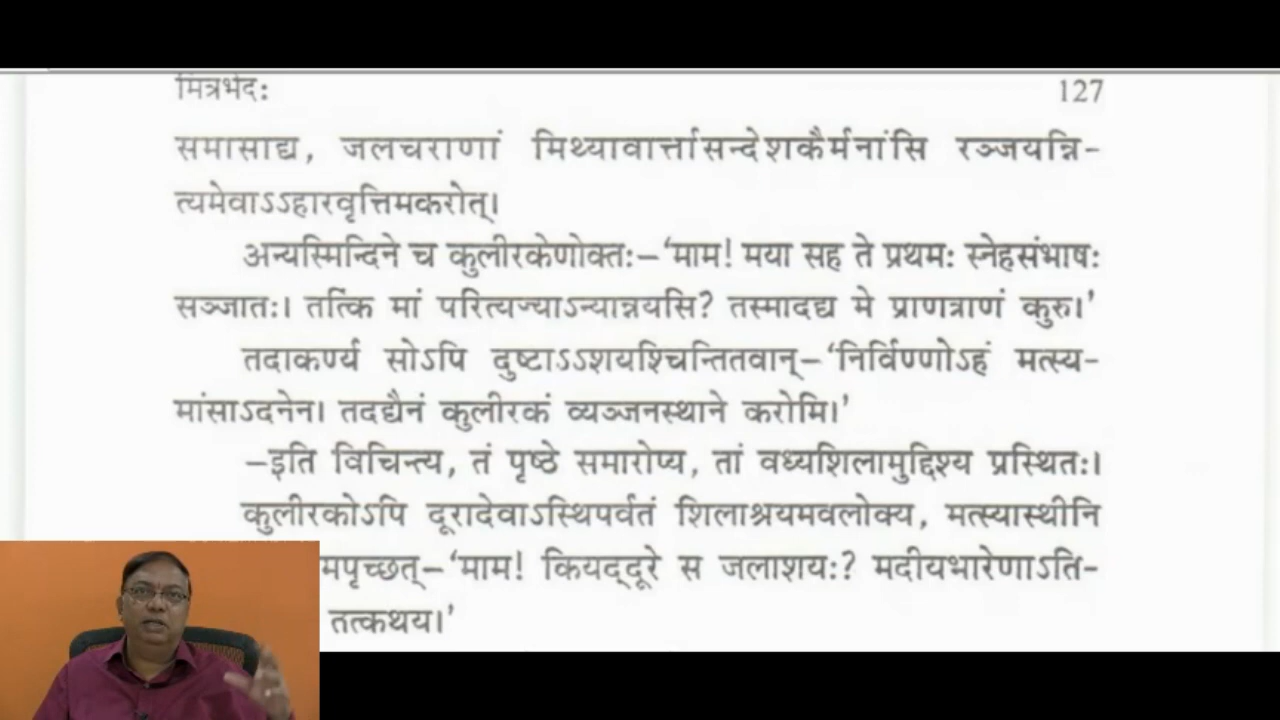 मित्रभेदः 127
समासाद्य, जलचराणां मिथ्यावार्त्तासन्देशकैर्मनांसि रञ्जयन्नि-
त्यमेवाऽऽहारवृत्तिमकरोत्।
अन्यस्मिन्दिने च कुलीरकेणोक्तः–‘माम! मया सह ते प्रथमः स्नेहसंभाषः
सञ्जातः। तत्किं मां परित्यज्याऽन्यान्नयसि? तस्मादद्य मे प्राणत्राणं कुरु।’
तदाकर्ण्य सोऽपि दुष्टाऽऽशयश्चिन्तितवान्–‘निर्विण्णोऽहं मत्स्य-
मांसाऽदनेन। तदद्यैनं कुलीरकं व्यञ्जनस्थाने करोमि।’
–इति विचिन्त्य, तं पृष्ठे समारोप्य, तां वध्यशिलामुद्दिश्य प्रस्थितः।
कुलीरकोऽपि दूरादेवाऽस्थिपर्वतं शिलाश्रयमवलोक्य, मत्स्यास्थीनि
मपृच्छत्–‘माम! कियद्दूरे स जलाशयः? मदीयभारेणाऽति-
तत्कथय।’